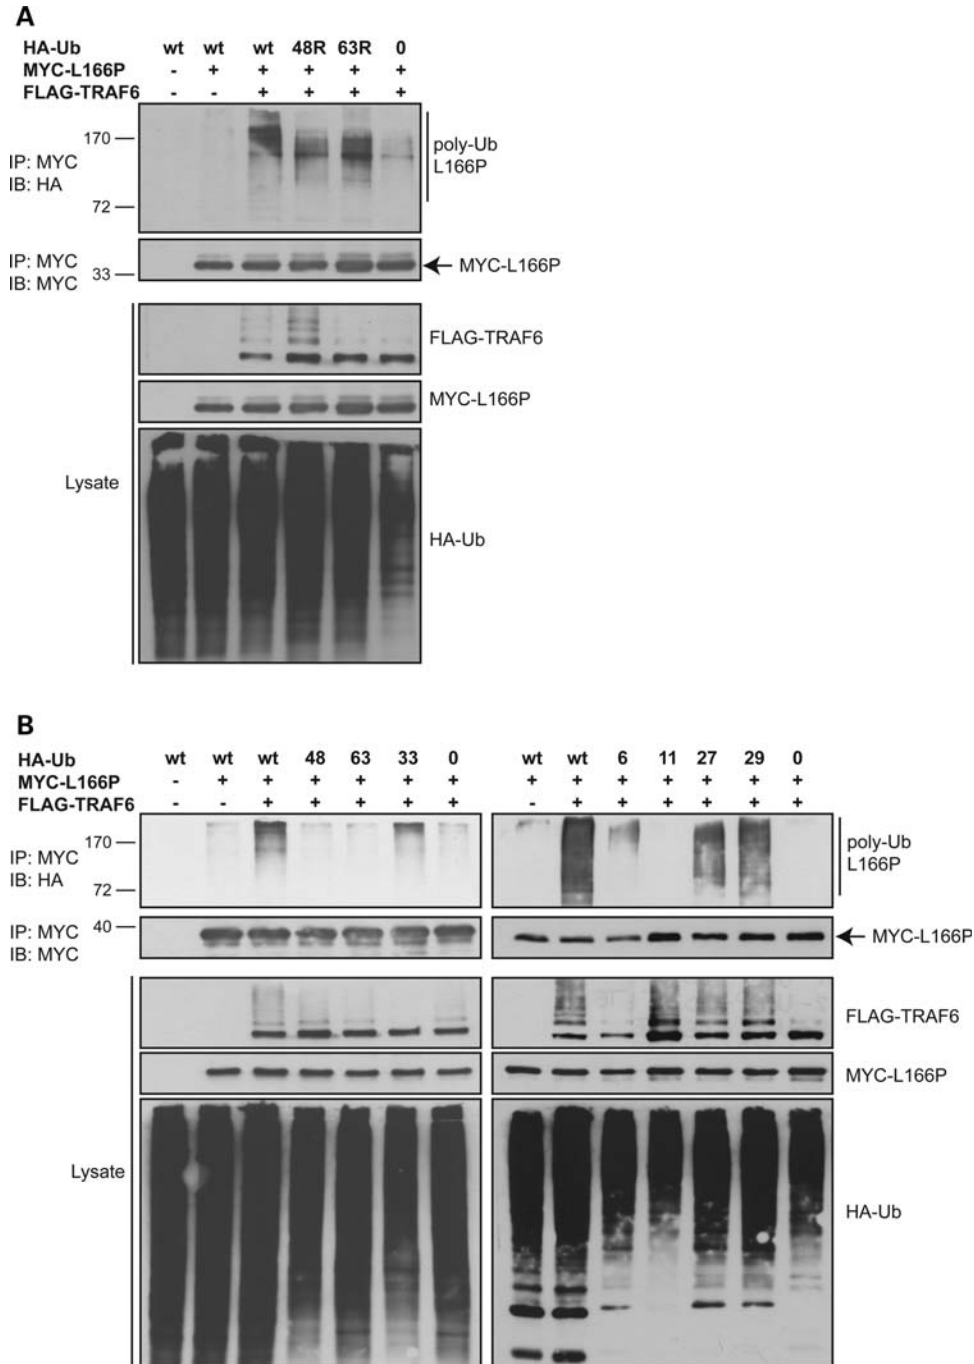 A
HA-Ub wt wt wt 48R 63R 0
MYC-L166P - + + + + +
FLAG-TRAF6 - - + + + +
170
IP: MYC
IB: HA
72
poly-Ub
L166P
IP: MYC
IB: MYC
33
MYC-L166P
FLAG-TRAF6
MYC-L166P
Lysate
HA-Ub
B
HA-Ub wt wt wt 48 63 33 0 wt wt 6 11 27 29 0
MYC-L166P - + + + + + + + + + + + + +
FLAG-TRAF6 - - + + + + + - + + + + + +
170
IP: MYC
IB: HA
72
poly-Ub
L166P
40
IP: MYC
IB: MYC
MYC-L166P
FLAG-TRAF6
MYC-L166P
Lysate
HA-Ub